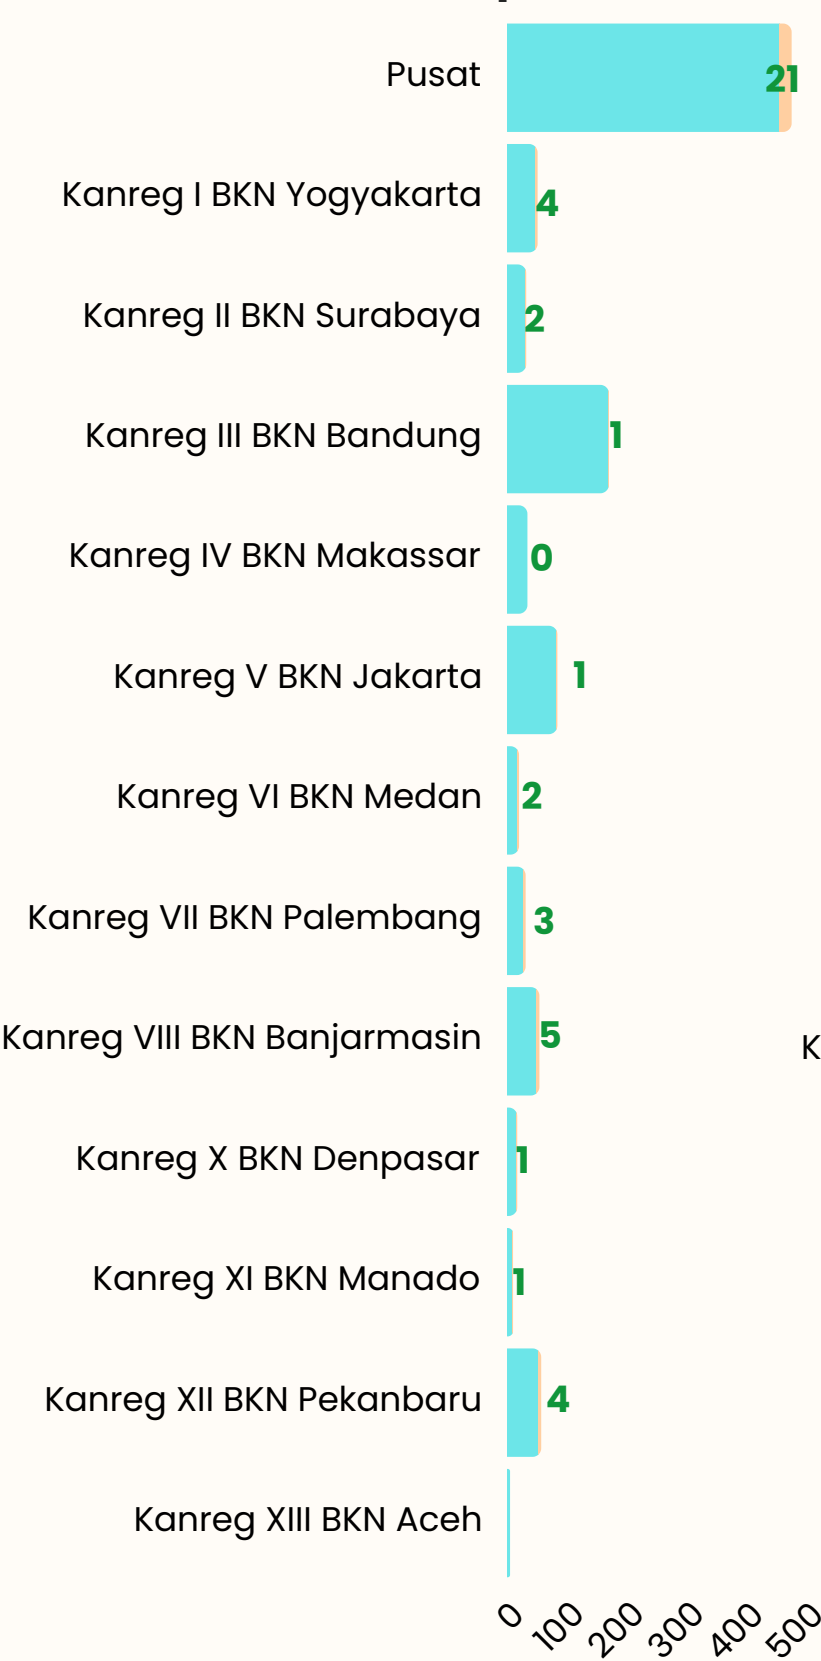 Pusat 21
Kanreg I BKN Yogyakarta 4
Kanreg II BKN Surabaya 2
Kanreg III BKN Bandung 1
Kanreg IV BKN Makassar 0
Kanreg V BKN Jakarta 1
Kanreg VI BKN Medan 2
Kanreg VII BKN Palembang 3
Kanreg VIII BKN Banjarmasin 5
K
Kanreg X BKN Denpasar 1
Kanreg XI BKN Manado 1
Kanreg XII BKN Pekanbaru 4
Kanreg XIII BKN Aceh
0 100 200 300 400 500